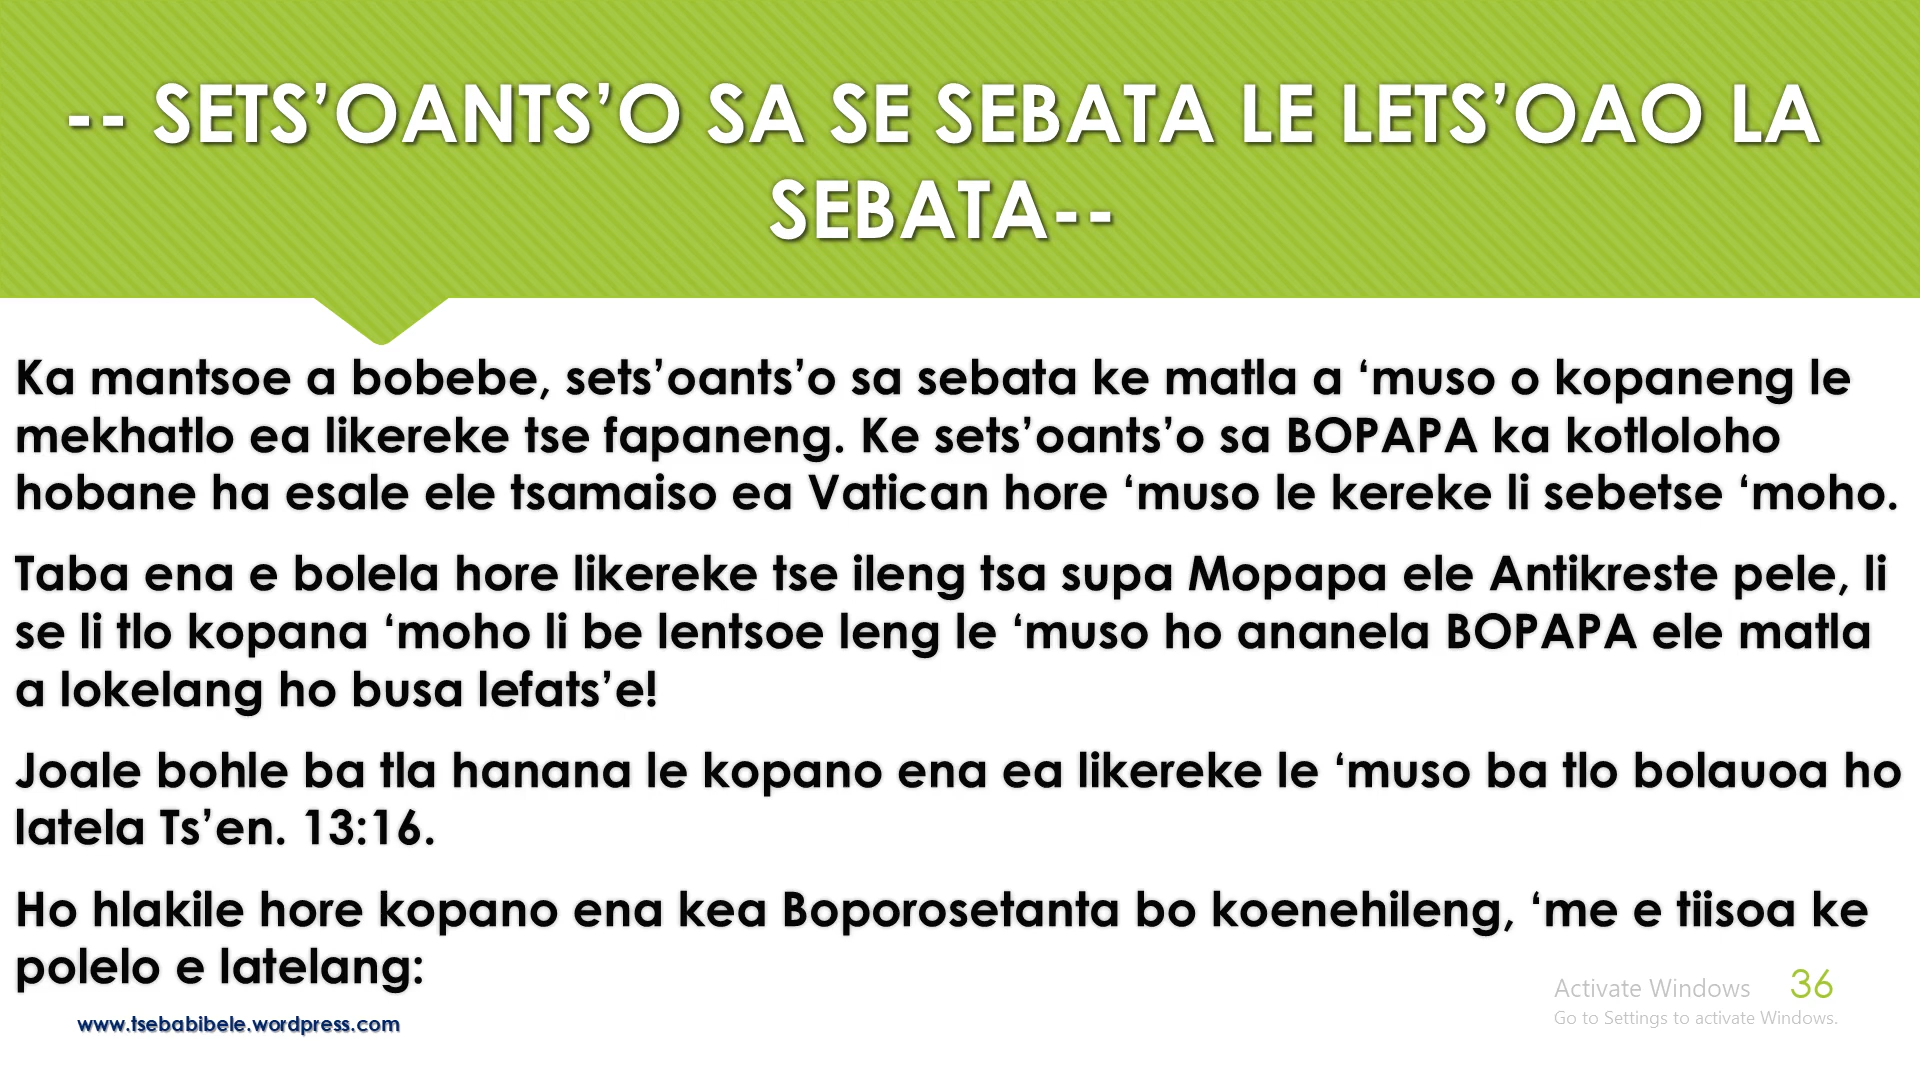 -- SETS’OANTS’O SA SE SEBATA LE LETS’OAO LA
SEBATA--
Ka mantsoe a bobebe, sets’oants’o sa sebata ke matla a ‘muso o kopaneng le
mekhatlo ea likereke tse fapaneng. Ke sets’oants’o sa BOPAPA ka kotloloho
hobane ha esale ele tsamaiso ea Vatican hore ‘muso le kereke li sebetse ‘moho.
Taba ena e bolela hore likereke tse ileng tsa supa Mopapa ele Antikreste pele, li
se li tlo kopana ‘moho li be lentsoe leng le ‘muso ho ananela BOPAPA ele matla
a lokelang ho busa lefats’e!
Joale bohle ba tla hanana le kopano ena ea likereke le ‘muso ba tlo bolauoa ho
latela Ts’en. 13:16.
Ho hlakile hore kopano ena kea Boporosetanta bo koenehileng, ‘me e tiisoa ke
polelo e latelang:
Activate Windows 36
Go to Settings to activate Windows.
www.tsebabibele.wordpress.com